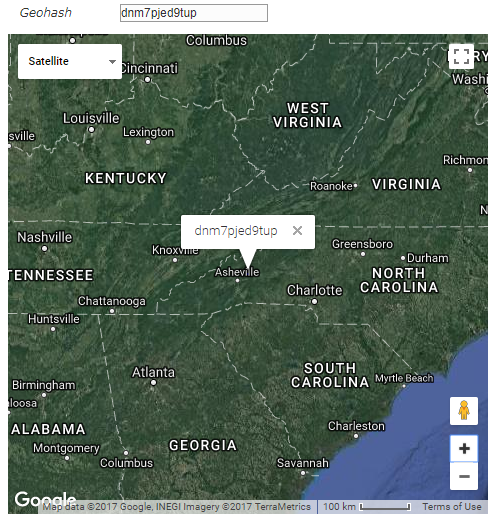 Geohash dnm7pjed9tup
Columbus
Satellite
Cincinnati
Washi
WEST
VIRGINIA
Louisville
sville
Lexington
Richmon
KENTUCKY
Roanoke
VIRGINIA
dnm7pjed9tup ×
Nashville
Knoxville
Greensboro
Durham
TENNESSEE
Asheville
NORTH
CAROLINA
Charlotte
Chattanooga
Huntsville
Atlanta
SOUTH
CAROLINA
Myrtle Beach
Birmingham
aloosa
ALABAMA
Charleston
Montgomery
GEORGIA
Columbus
Savannah
Google
Map data ©2017 Google, INEGI Imagery ©2017 TerraMetrics 100 km Terms of Use